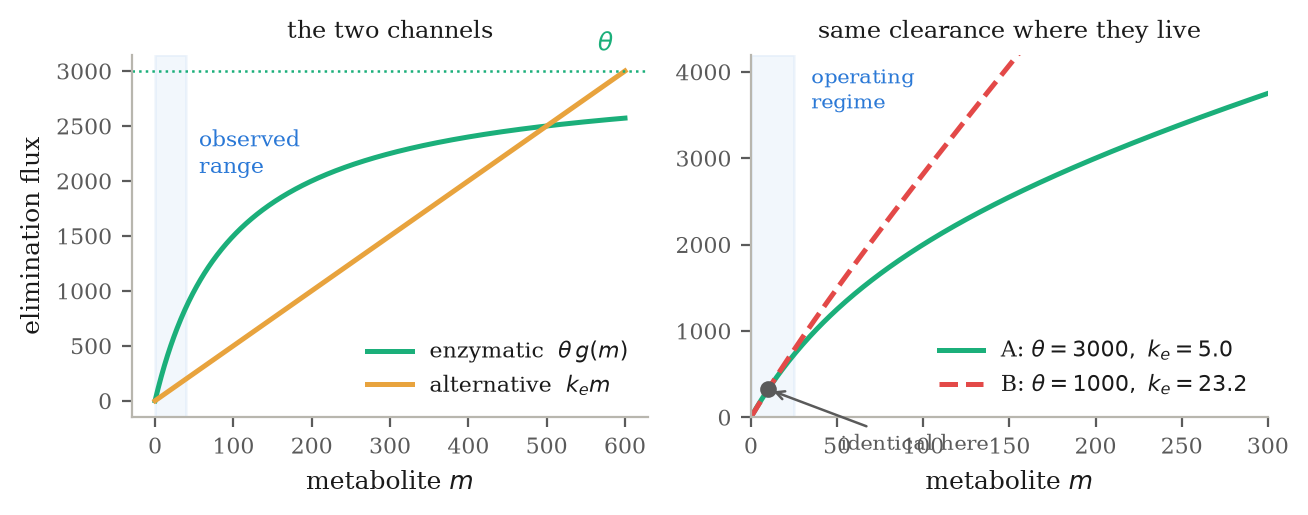 the two channels
θ
3000
2500
2000
1500
1000
500
0
elimination flux
observed
range
enzymatic θ g(m)
alternative kₑm
0 100 200 300 400 500 600
metabolite m
same clearance where they live
4000
3000
2000
1000
0
operating
regime
A: θ = 3000, kₑ = 5.0
B: θ = 1000, kₑ = 23.2
identical here
0 50 100 150 200 250 300
metabolite m